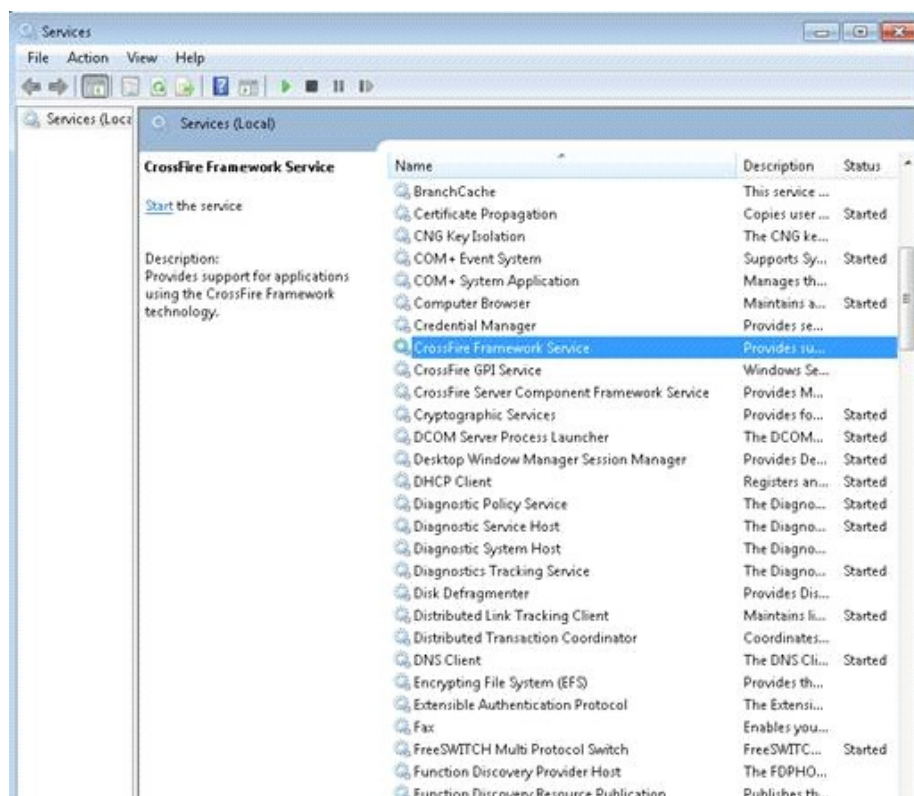 Services
File Action View Help
Services (Loca
Services (Local)
CrossFire Framework Service
Start the service
Description:
Provides support for applications
using the CrossFire Framework
technology.
Name Description Status
BranchCache This service ...
Certificate Propagation Copies user ... Started
CNG Key Isolation The CNG ke...
COM+ Event System Supports Sy... Started
COM+ System Application Manages th...
Computer Browser Maintains a... Started
Credential Manager Provides se...
CrossFire Framework Service Provides su...
CrossFire GPI Service Windows Se...
CrossFire Server Component Framework Service Provides M...
Cryptographic Services Provides fo... Started
DCOM Server Process Launcher The DCOM... Started
Desktop Window Manager Session Manager Provides De... Started
DHCP Client Registers an... Started
Diagnostic Policy Service The Diagno... Started
Diagnostic Service Host The Diagno... Started
Diagnostic System Host The Diagno...
Diagnostics Tracking Service The Diagno... Started
Disk Defragmenter Provides Dis...
Distributed Link Tracking Client Maintains li... Started
Distributed Transaction Coordinator Coordinates...
DNS Client The DNS Cli... Started
Encrypting File System (EFS) Provides th...
Extensible Authentication Protocol The Extensi...
Fax Enables you...
FreeSWITCH Multi Protocol Switch FreeSWITC... Started
Function Discovery Provider Host The FDPHO...
Function Discovery Resource Publication Publishes th...